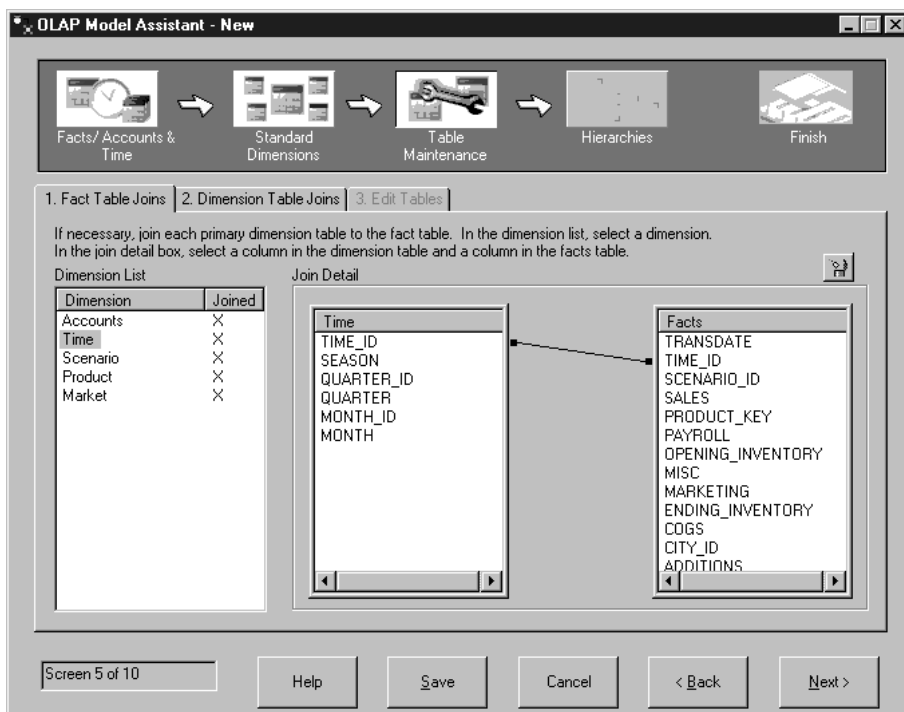 OLAP Model Assistant - New
Facts/ Accounts &
Time
Standard
Dimensions
Table
Maintenance
Hierarchies
Finish
1. Fact Table Joins
2. Dimension Table Joins
3. Edit Tables
If necessary, join each primary dimension table to the fact table. In the dimension list, select a dimension.
In the join detail box, select a column in the dimension table and a column in the facts table.
Dimension List
Dimension Joined
Accounts X
Time X
Scenario X
Product X
Market X
Join Detail
Time
TIME_ID
SEASON
QUARTER_ID
QUARTER
MONTH_ID
MONTH
Facts
TRANSDATE
TIME_ID
SCENARIO_ID
SALES
PRODUCT_KEY
PAYROLL
OPENING_INVENTORY
MISC
MARKETING
ENDING_INVENTORY
COGS
CITY_ID
ADDITIONS
Screen 5 of 10
Help
Save
Cancel
< Back
Next >